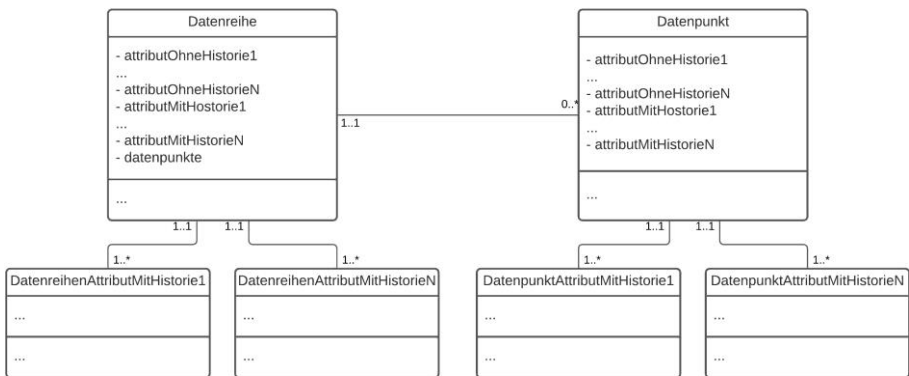 Datenreihe
- attributOhneHistorie1
...
- attributOhneHistorieN
- attributMitHostorie1
...
- attributMitHistorieN
- datenpunkte
...
Datenpunkt
- attributOhneHistorie1
...
- attributOhneHistorieN
- attributMitHostorie1
...
- attributMitHistorieN
...
1..1
0..*
1..1
1..1
1..1
1..1
1..*
1..*
1..*
1..*
DatenreihenAttributMitHistorie1
...
...
DatenreihenAttributMitHistorieN
...
...
DatenpunktAttributMitHistorie1
...
...
DatenpunktAttributMitHistorieN
...
...